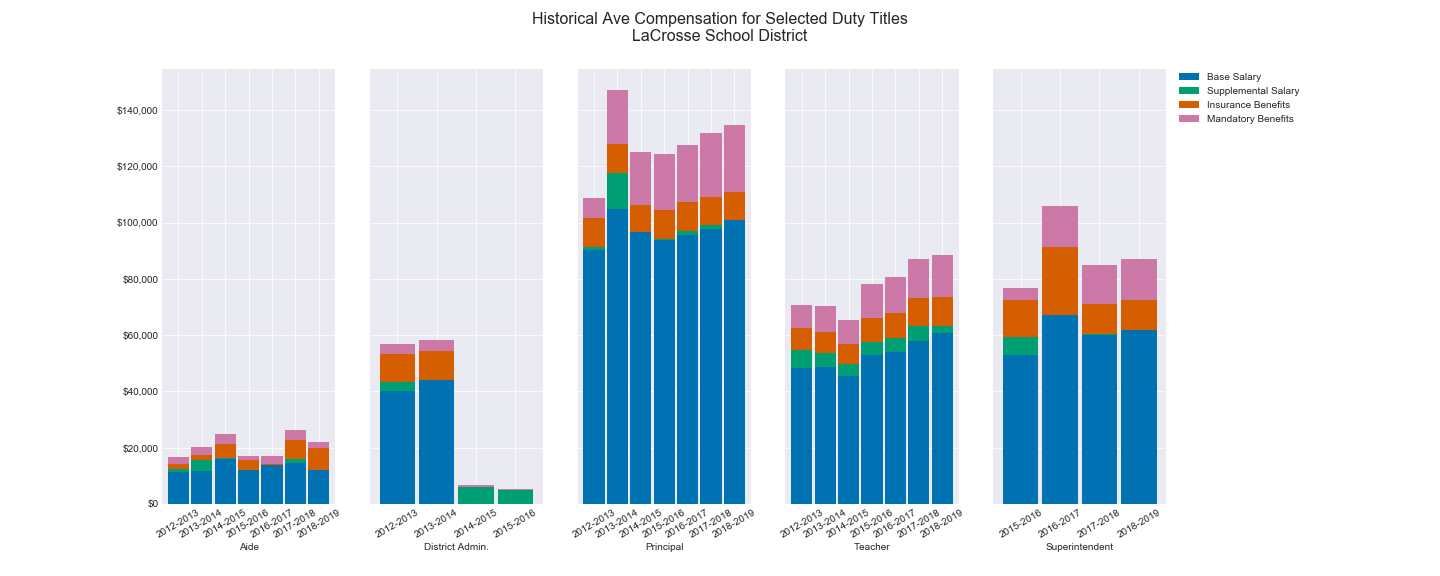 Historical Ave Compensation for Selected Duty Titles
LaCrosse School District
Base Salary
Supplemental Salary
Insurance Benefits
Mandatory Benefits
$140,000
$120,000
$100,000
$80,000
$60,000
$40,000
$20,000
$0
2012-2013 2013-2014 2014-2015 2015-2016 2016-2017 2017-2018 2018-2019
Aide
2012-2013 2013-2014 2014-2015 2015-2016
District Admin.
2012-2013 2013-2014 2014-2015 2015-2016 2016-2017 2017-2018 2018-2019
Principal
2012-2013 2013-2014 2014-2015 2015-2016 2016-2017 2017-2018 2018-2019
Teacher
2015-2016 2016-2017 2017-2018 2018-2019
Superintendent